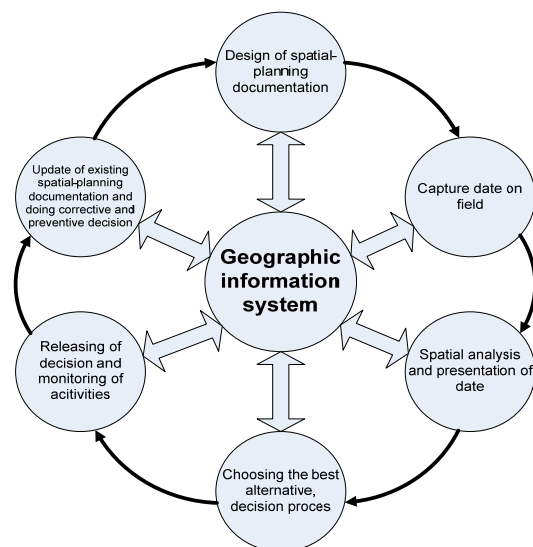 Design of spatial-
planning
documentation
Capture date on
field
Spatial analysis
and presentation of
date
Choosing the best
alternative,
decision proces
Releasing of
decision and
monitoring of
acitivities
Update of existing
spatial-planning
documentation and
doing corrective and
preventive decision
Geographic
information
system